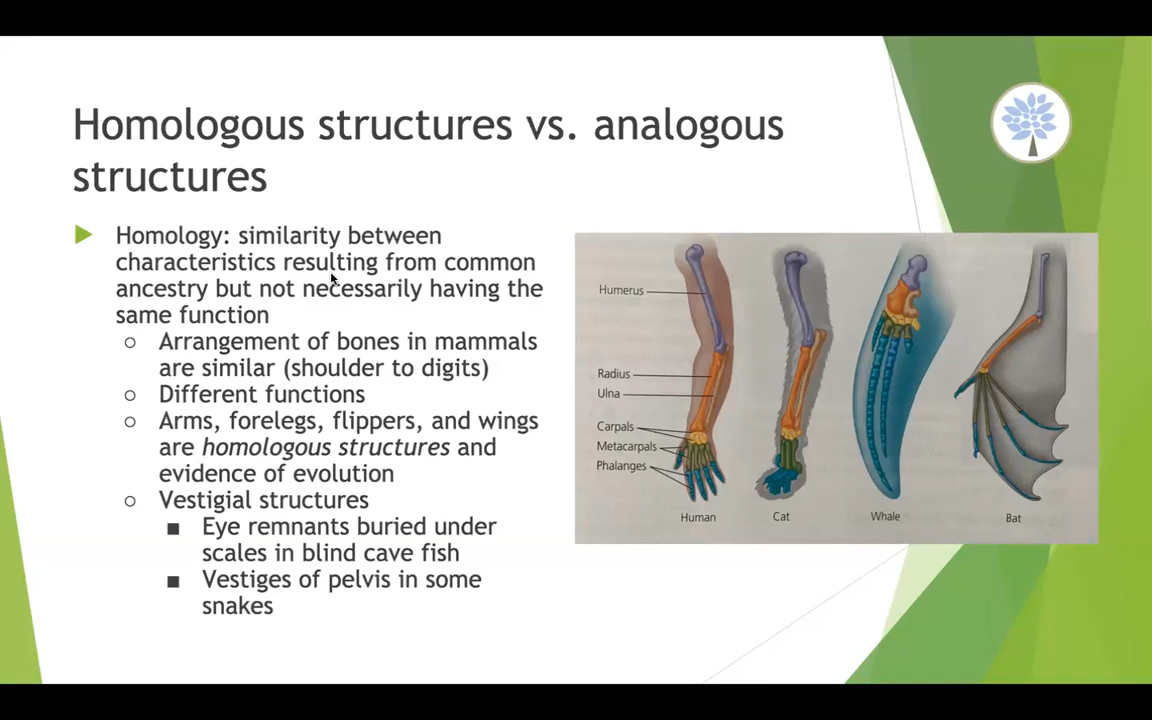 Homologous structures vs. analogous
structures
▶ Homology: similarity between
characteristics resulting from common
ancestry but not necessarily having the
same function
○ Arrangement of bones in mammals
are similar (shoulder to digits)
○ Different functions
○ Arms, forelegs, flippers, and wings
are homologous structures and
evidence of evolution
○ Vestigial structures
■ Eye remnants buried under
scales in blind cave fish
■ Vestiges of pelvis in some
snakes
Humerus
Radius
Ulna
Carpals
Metacarpals
Phalanges
Human Cat Whale Bat